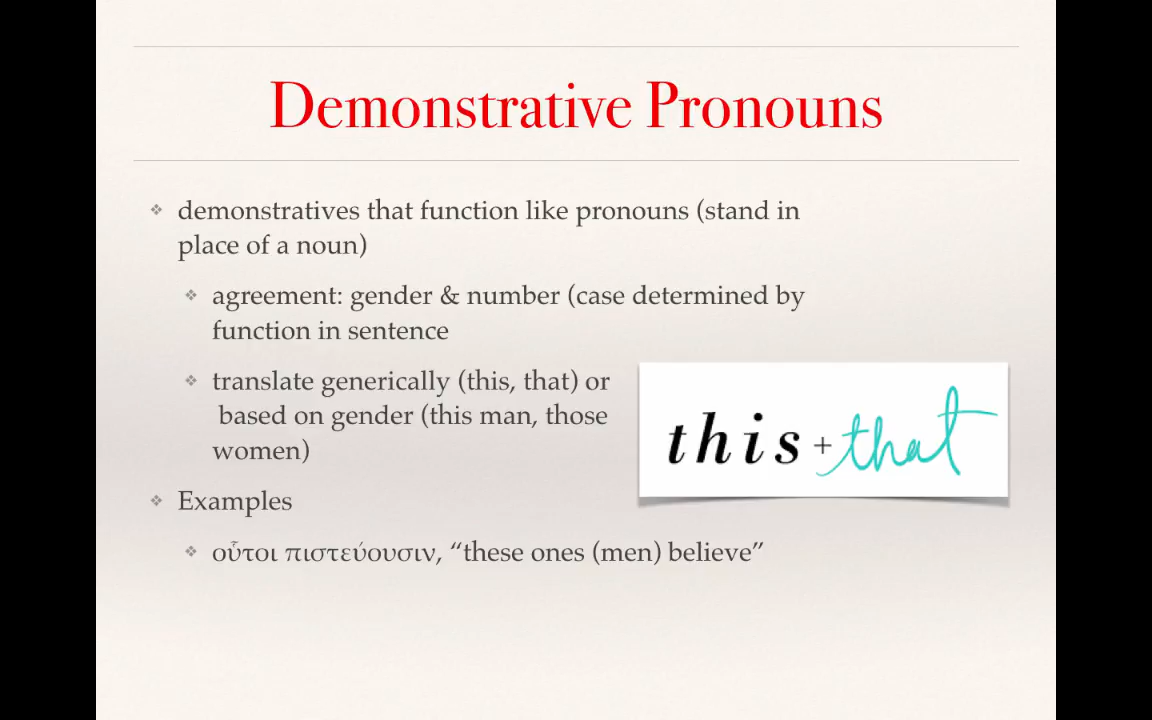 Demonstrative Pronouns
❖ demonstratives that function like pronouns (stand in
place of a noun)
❖ agreement: gender & number (case determined by
function in sentence
❖ translate generically (this, that) or
based on gender (this man, those
women)
this + that
❖ Examples
❖ οὗτοι πιστεύουσιν, “these ones (men) believe”